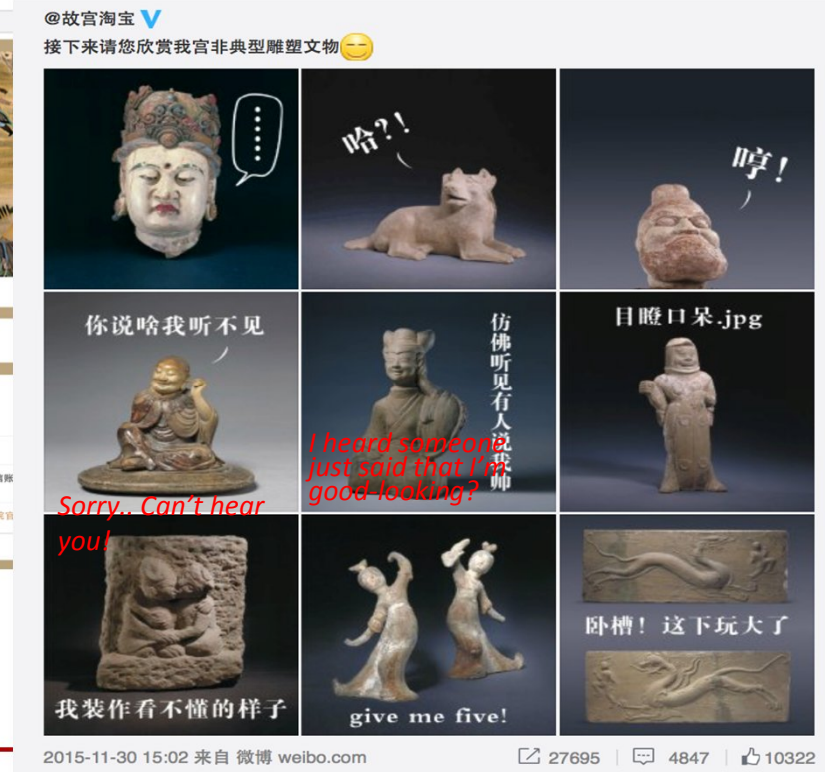 @故宫淘宝
接下来请您欣赏我宫非典型雕塑文物
······
哈?!
哼!
你说啥我听不见
Sorry.. Can't hear
you!
仿佛听见有人说我帅
I heard someone
just said that I'm
good-looking?
目瞪口呆.jpg
我装作看不懂的样子
give me five!
卧槽！这下玩大了
2015-11-30 15:02 来自 微博 weibo.com
27695 4847 10322